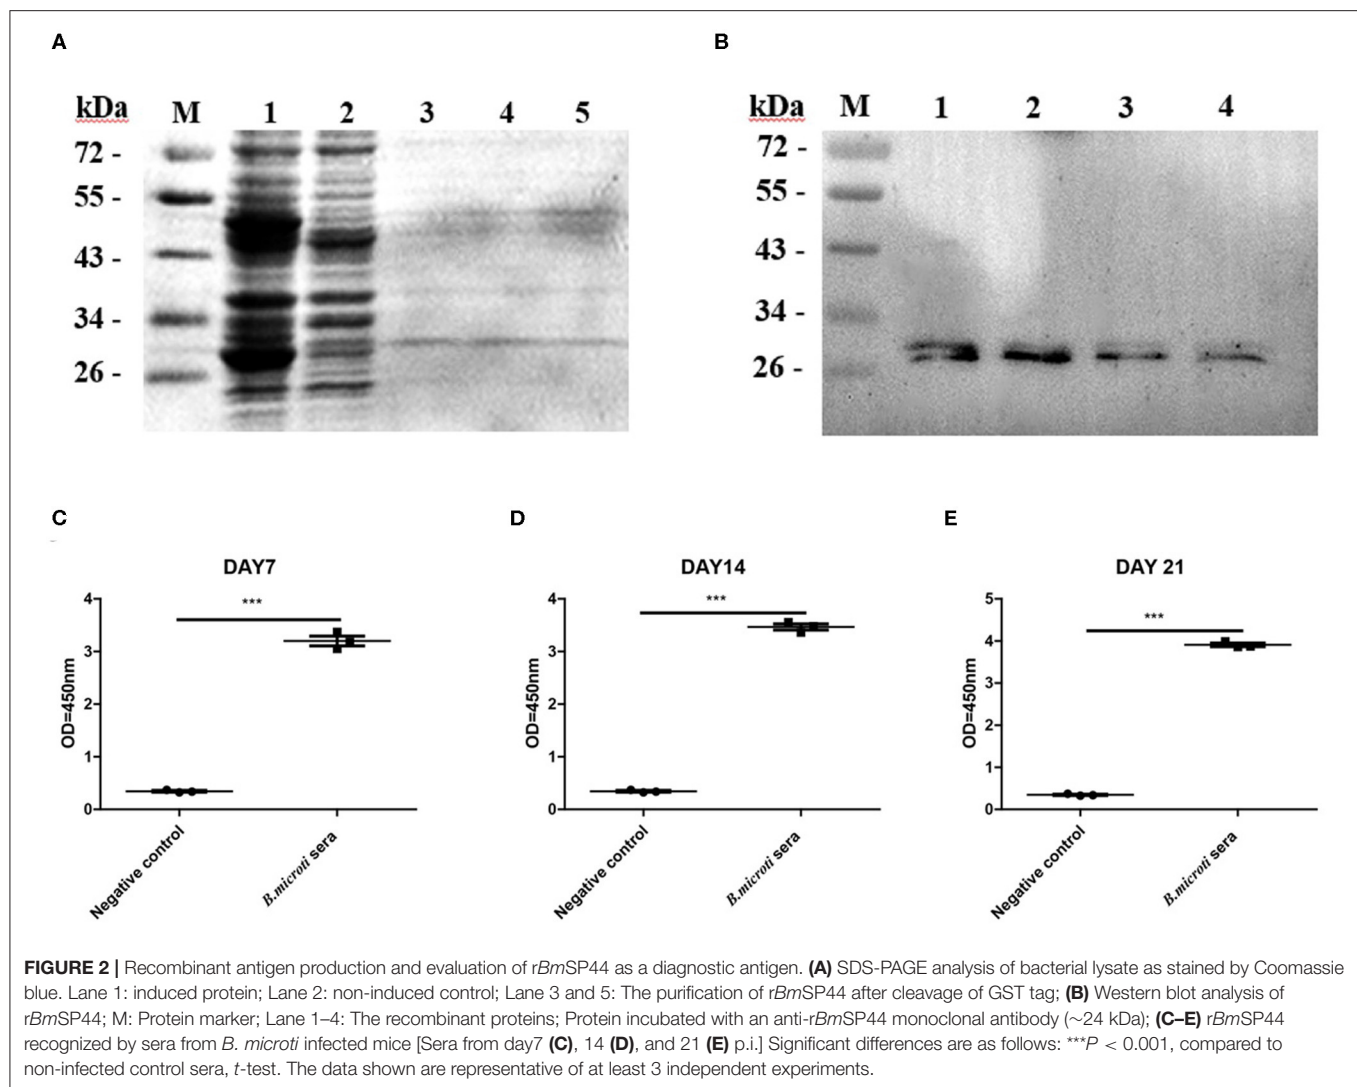 A
B
kDa M 1 2 3 4 5
72 -
55 -
43 -
34 -
26 -
kDa M 1 2 3 4
72 -
55 -
43 -
34 -
26 -
C
D
E
DAY7
***
4
3
2
1
0
OD=450nm
Negative control
B.microti sera
DAY14
***
4
3
2
1
0
OD=450nm
Negative control
B.microti sera
DAY 21
***
5
4
3
2
1
0
OD=450nm
Negative control
B.microti sera
FIGURE 2 | Recombinant antigen production and evaluation of rBmSP44 as a diagnostic antigen. (A) SDS-PAGE analysis of bacterial lysate as stained by Coomassie
blue. Lane 1: induced protein; Lane 2: non-induced control; Lane 3 and 5: The purification of rBmSP44 after cleavage of GST tag; (B) Western blot analysis of
rBmSP44; M: Protein marker; Lane 1–4: The recombinant proteins; Protein incubated with an anti-rBmSP44 monoclonal antibody (∼24 kDa); (C–E) rBmSP44
recognized by sera from B. microti infected mice [Sera from day7 (C), 14 (D), and 21 (E) p.i.] Significant differences are as follows: ***P < 0.001, compared to
non-infected control sera, t-test. The data shown are representative of at least 3 independent experiments.